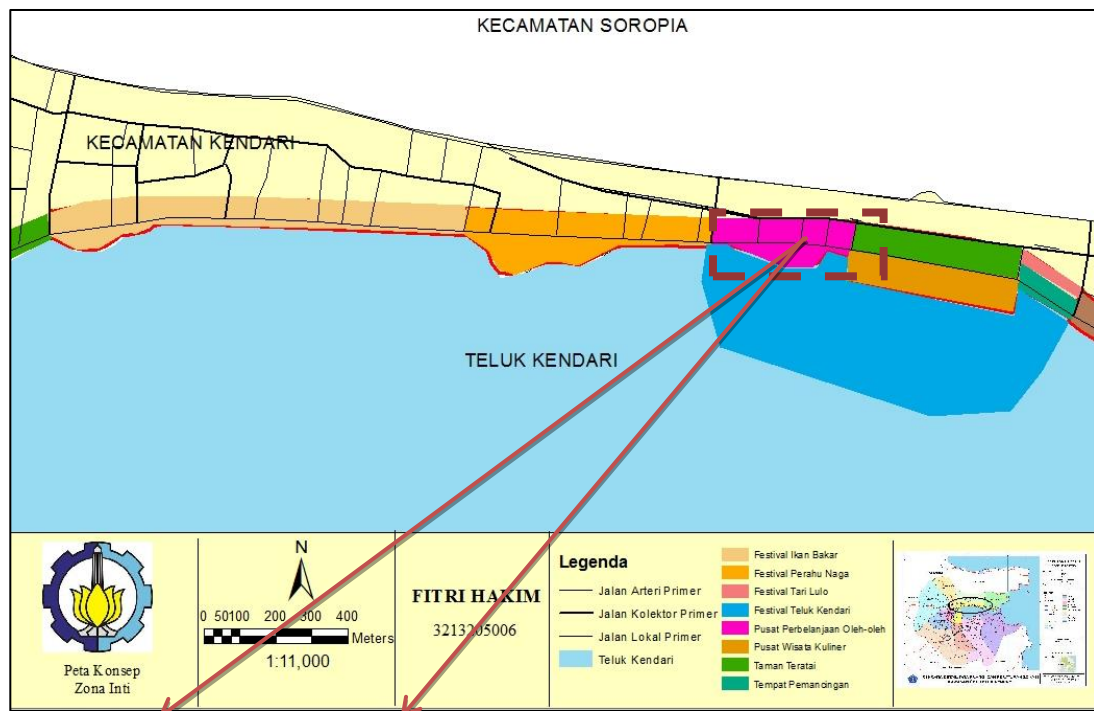 KECAMATAN SOROPIA
KECAMATAN KENDARI
TELUK KENDARI
Peta Konsep
Zona Inti
N
0 50100 200 300 400
Meters
1:11,000
FITRI HAKIM
3213205006
Legenda
Jalan Arteri Primer
Jalan Kolektor Primer
Jalan Lokal Primer
Teluk Kendari
Festival Ikan Bakar
Festival Perahu Naga
Festival Tari Lulo
Festival Teluk Kendari
Pusat Perbelanjaan Oleh-oleh
Pusat Wisata Kuliner
Taman Teratai
Tempat Pemancingan